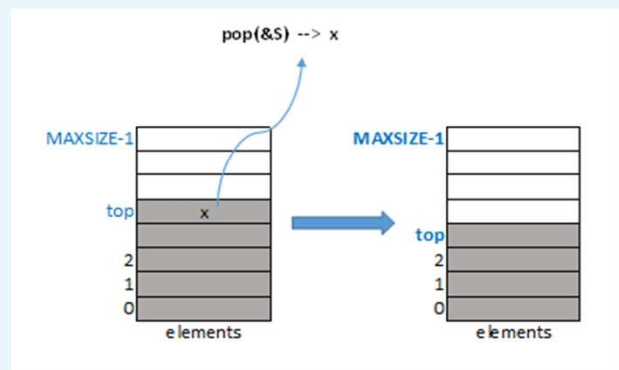 pop(&S) --> x
MAXSIZE-1
top
x
2
1
0
elements
MAXSIZE-1
top
2
1
0
elements